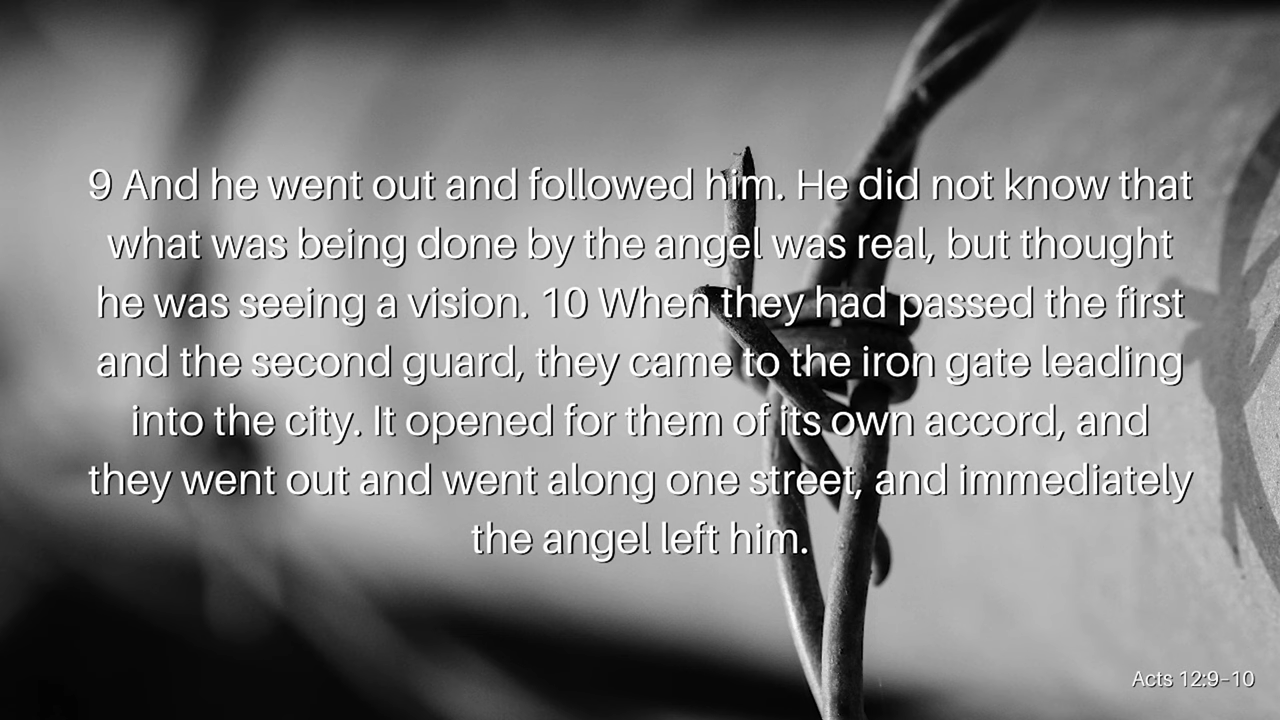 9 And he went out and followed him. He did not know that
what was being done by the angel was real, but thought
he was seeing a vision. 10 When they had passed the first
and the second guard, they came to the iron gate leading
into the city. It opened for them of its own accord, and
they went out and went along one street, and immediately
the angel left him.
Acts 12:9–10